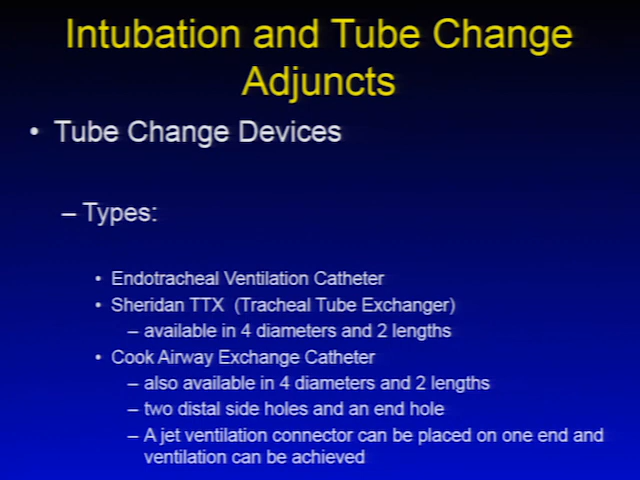 Intubation and Tube Change
Adjuncts
• Tube Change Devices
– Types:
• Endotracheal Ventilation Catheter
• Sheridan TTX (Tracheal Tube Exchanger)
– available in 4 diameters and 2 lengths
• Cook Airway Exchange Catheter
– also available in 4 diameters and 2 lengths
– two distal side holes and an end hole
– A jet ventilation connector can be placed on one end and
ventilation can be achieved